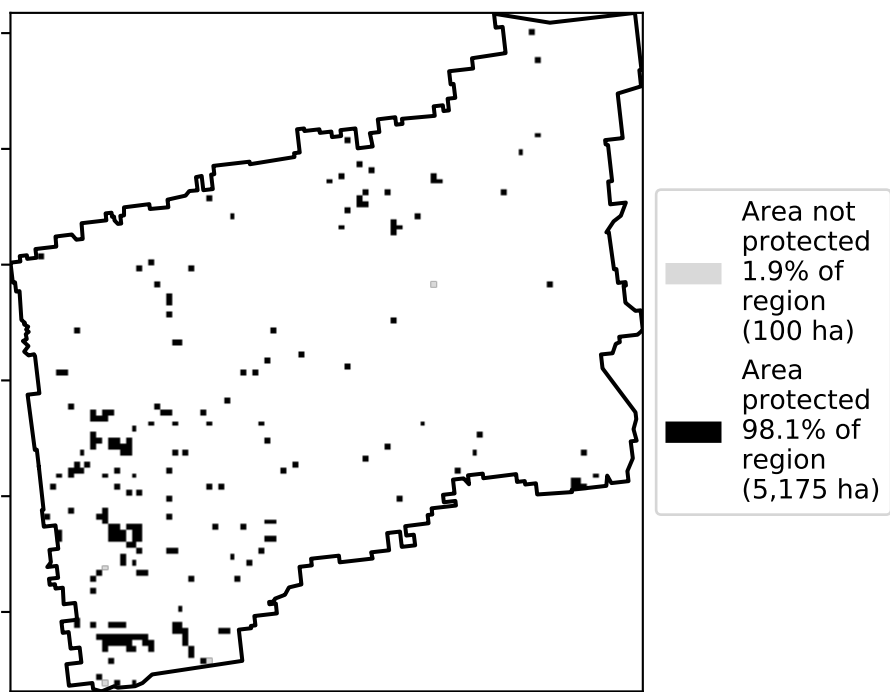 Area not
protected
1.9% of
region
(100 ha)
Area
protected
98.1% of
region
(5,175 ha)